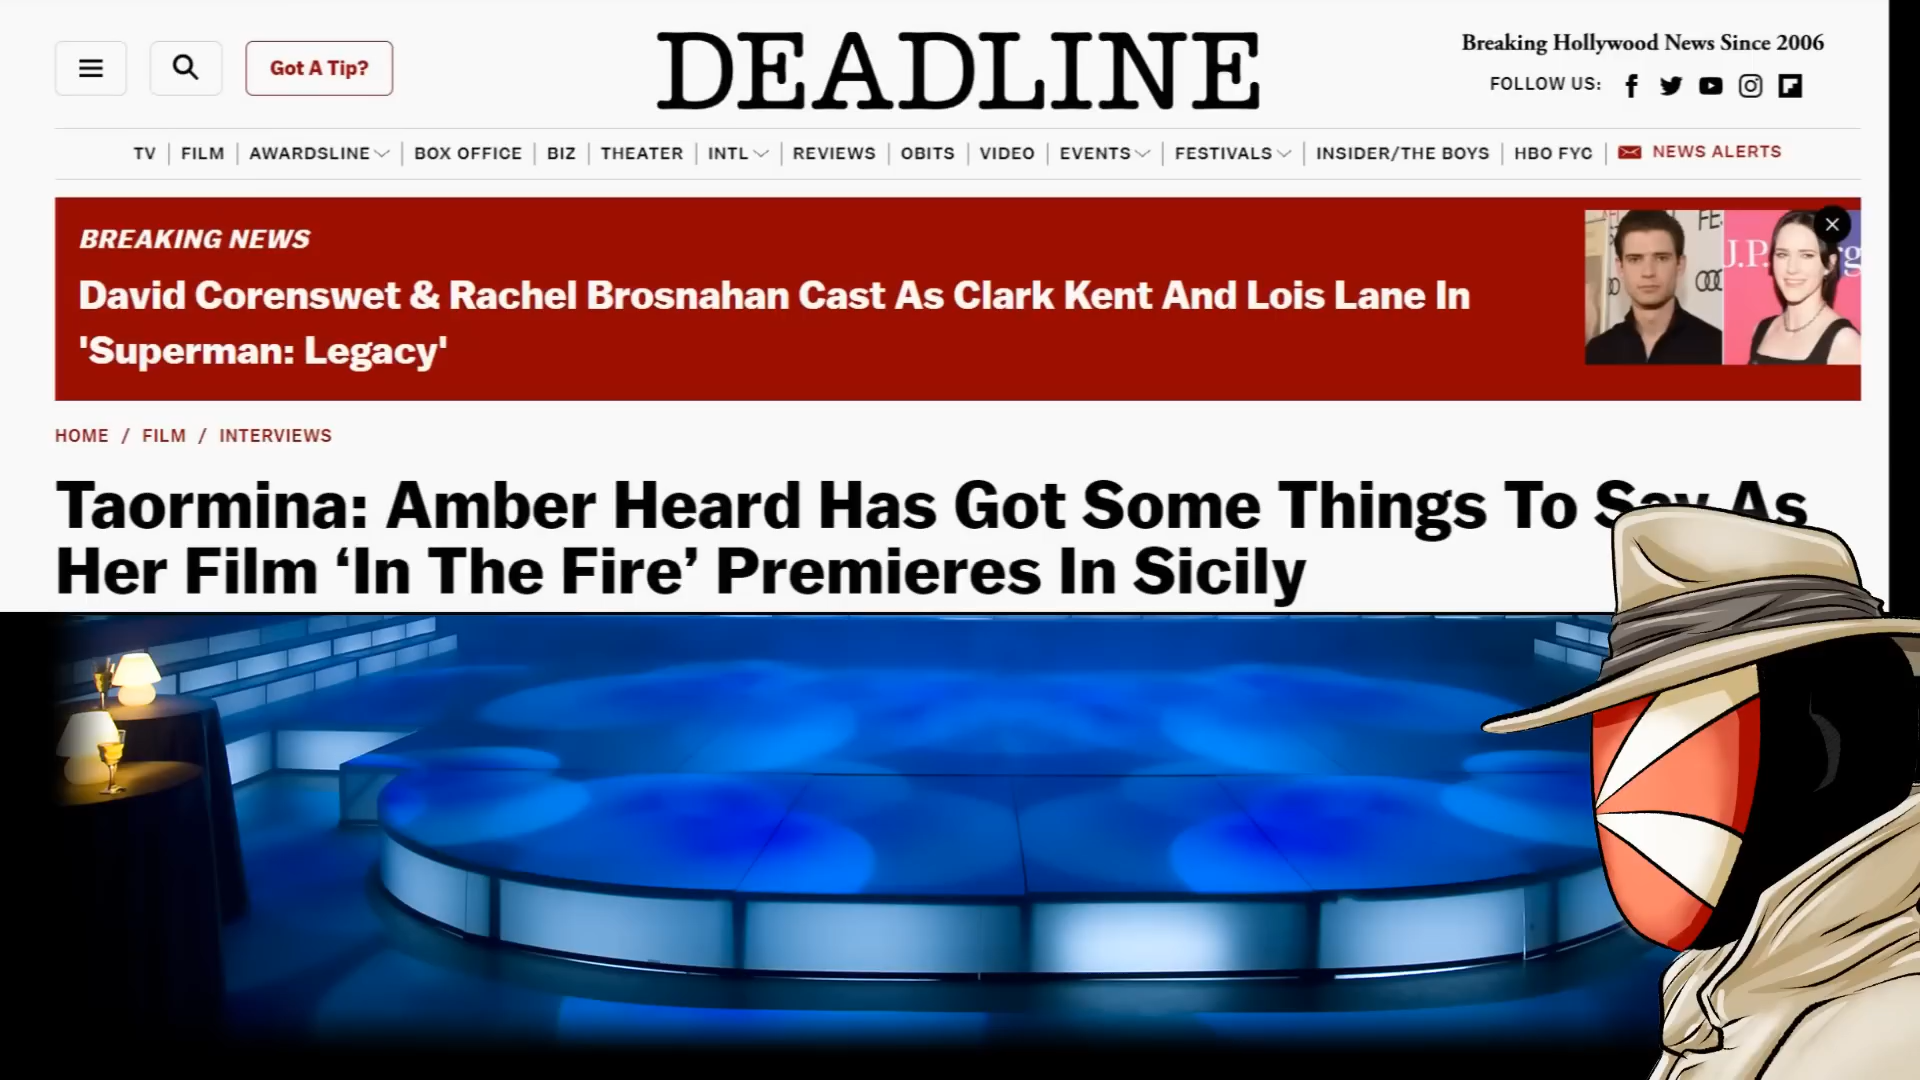 Got A Tip?
DEADLINE
Breaking Hollywood News Since 2006
FOLLOW US:
TV | FILM | AWARDSLINE | BOX OFFICE | BIZ | THEATER | INTL | REVIEWS | OBITS | VIDEO | EVENTS | FESTIVALS | INSIDER/THE BOYS | HBO FYC | NEWS ALERTS
BREAKING NEWS
David Corenswet & Rachel Brosnahan Cast As Clark Kent And Lois Lane In
'Superman: Legacy'
J.P.
HOME / FILM / INTERVIEWS
Taormina: Amber Heard Has Got Some Things To Say As
Her Film ‘In The Fire’ Premieres In Sicily